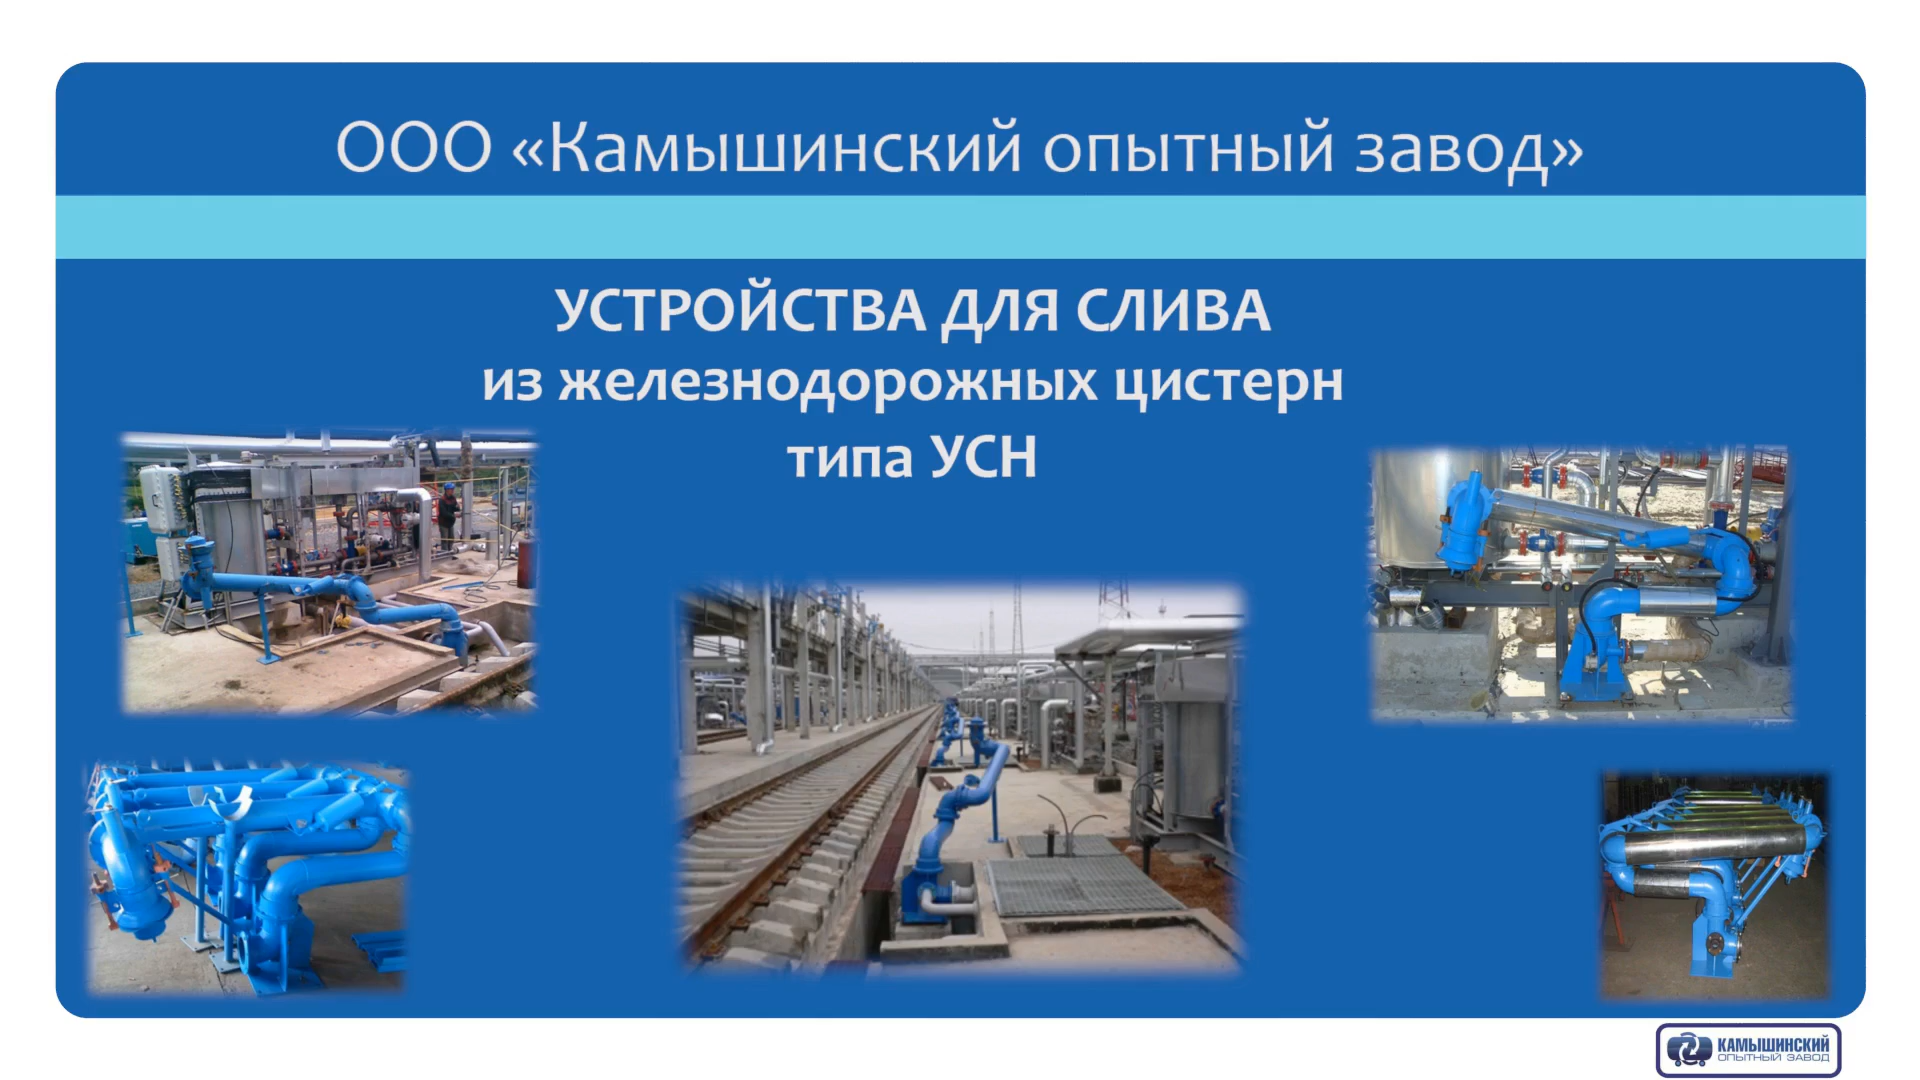 ООО «Камышинский опытный завод»
УСТРОЙСТВА ДЛЯ СЛИВА
из железнодорожных цистерн
типа УСН
КАМЫШИНСКИЙ
ОПЫТНЫЙ ЗАВОД